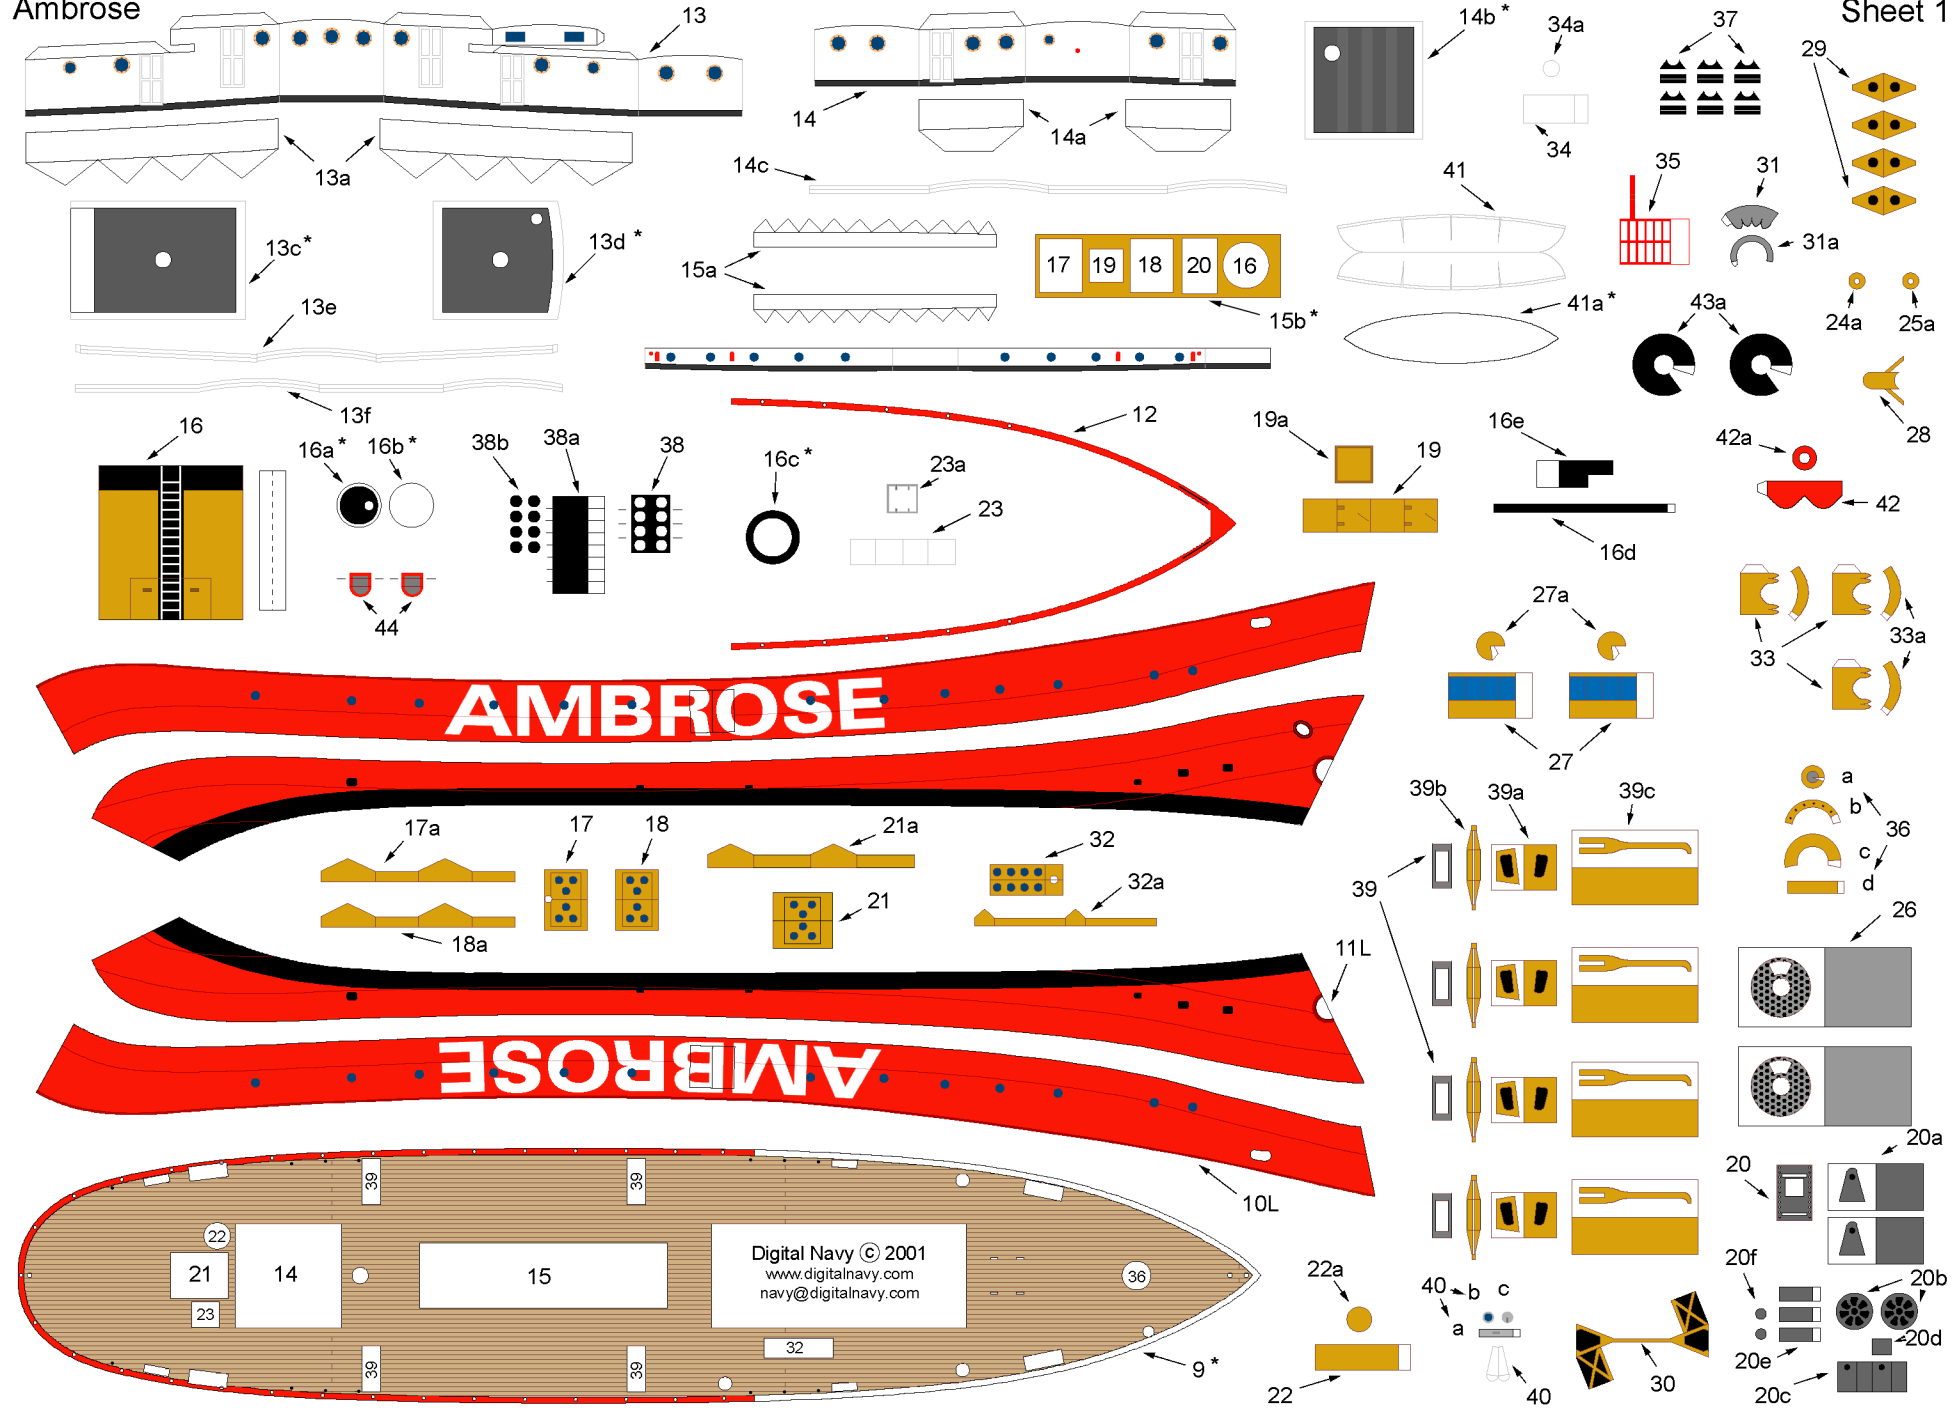 Ambrose
Sheet 1
13
14
14b*
34a
37
29
13a
14a
34
14c
41
35
31
31a
13c*
13d*
15a
17 19 18 20 16
15b*
41a*
43a
24a
25a
13e
13f
28
16
16a*
16b*
38b
38a
38
16c*
23a
23
12
19a
19
16e
16d
42a
42
44
27a
27
33
33a
AMBROSE
17a
17
18
21a
32
32a
18a
21
11L
39b
39a
39c
39
a
b
c
d
36
26
AMBROSE
10L
20a
20
39
39
22
21
14
15
23
Digital Navy © 2001
www.digitalnavy.com
navy@digitalnavy.com
36
32
39
39
9*
22a
22
40
b
c
a
40
30
20f
20b
20d
20e
20c